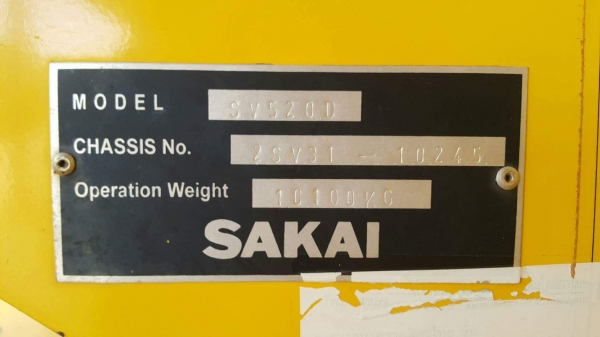 MODEL SV520D
CHASSIS No. 2SV31 - 10245
Operation Weight 10100KG
SAKAI